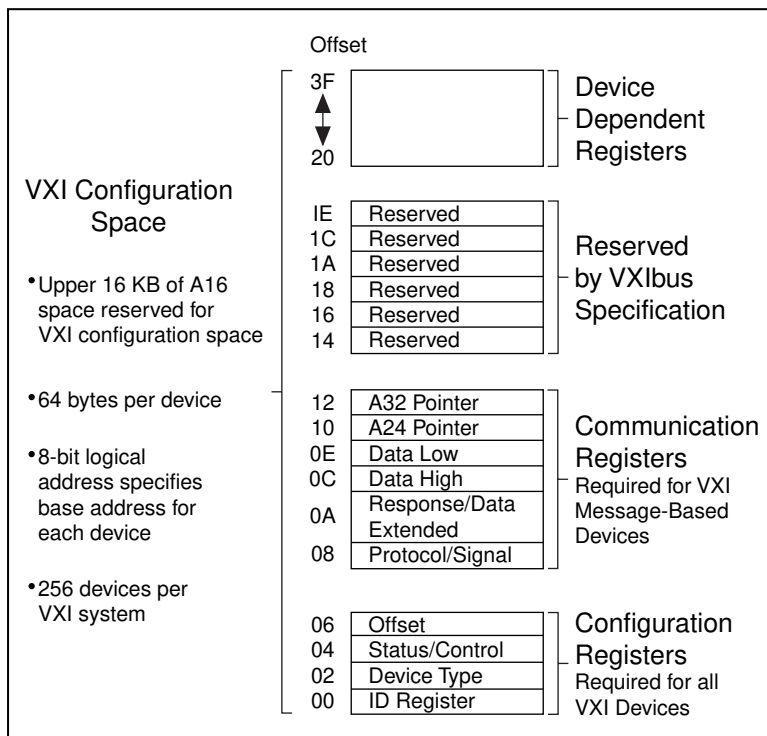 Offset
3F
20
Device
Dependent
Registers
VXI Configuration
Space
•Upper 16 KB of A16
space reserved for
VXI configuration space
•64 bytes per device
•8-bit logical
address specifies
base address for
each device
•256 devices per
VXI system
IE Reserved
1C Reserved
1A Reserved
18 Reserved
16 Reserved
14 Reserved
Reserved
by VXIbus
Specification
12 A32 Pointer
10 A24 Pointer
0E Data Low
0C Data High
0A Response/Data
Extended
08 Protocol/Signal
Communication
Registers
Required for VXI
Message-Based
Devices
06 Offset
04 Status/Control
02 Device Type
00 ID Register
Configuration
Registers
Required for all
VXI Devices